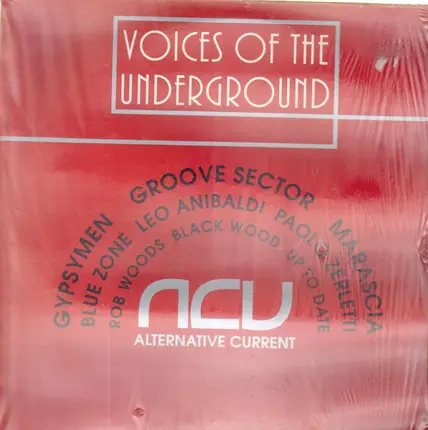 VOICES OF THE
UNDERGROUND
GYPSYMEN GROOVE SECTOR MARASCIA
BLUE ZONE LEO ANIBALDI PAOLO ZERLETTI
ROB WOODS BLACK WOOD UP TO DATE
ACV
ALTERNATIVE CURRENT